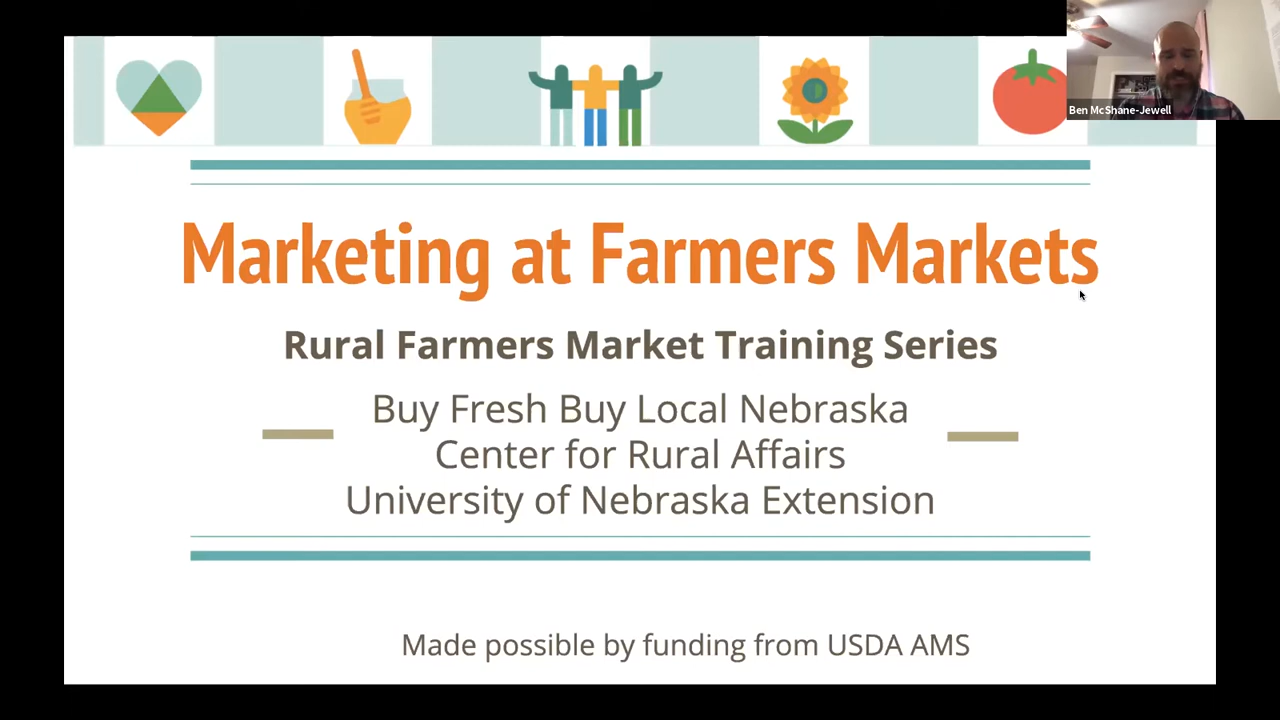 Ben McShane-Jewell
Marketing at Farmers Markets
Rural Farmers Market Training Series
Buy Fresh Buy Local Nebraska
Center for Rural Affairs
University of Nebraska Extension
Made possible by funding from USDA AMS